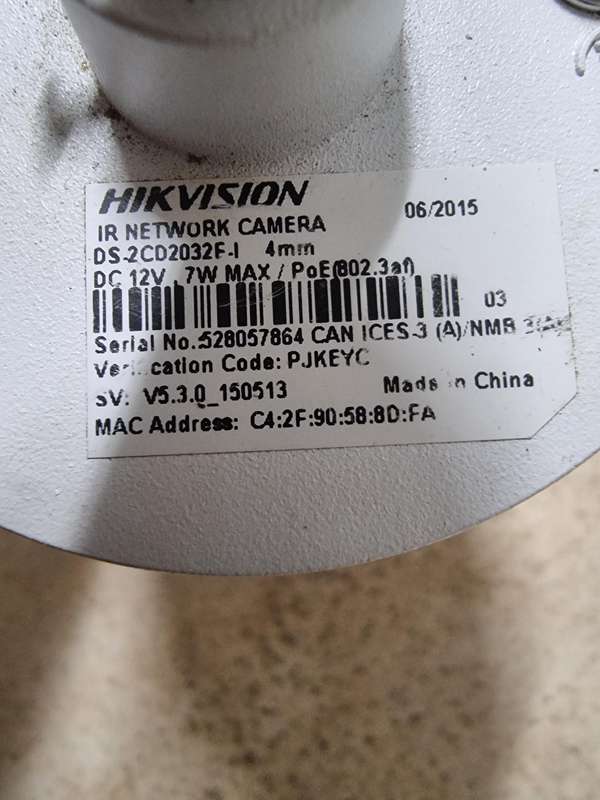 HIKVISION
06/2015
IR NETWORK CAMERA
DS-2CD2032F-I 4mm
DC 12V, 7W MAX / PoE(802.3af)
03
Serial No.:528057864 CAN ICES-3 (A)/NMB
Code: PJKEYC
SV: V5.3.0_150513
Made in China
MAC Address: C4:2F:90:58:8D:FA